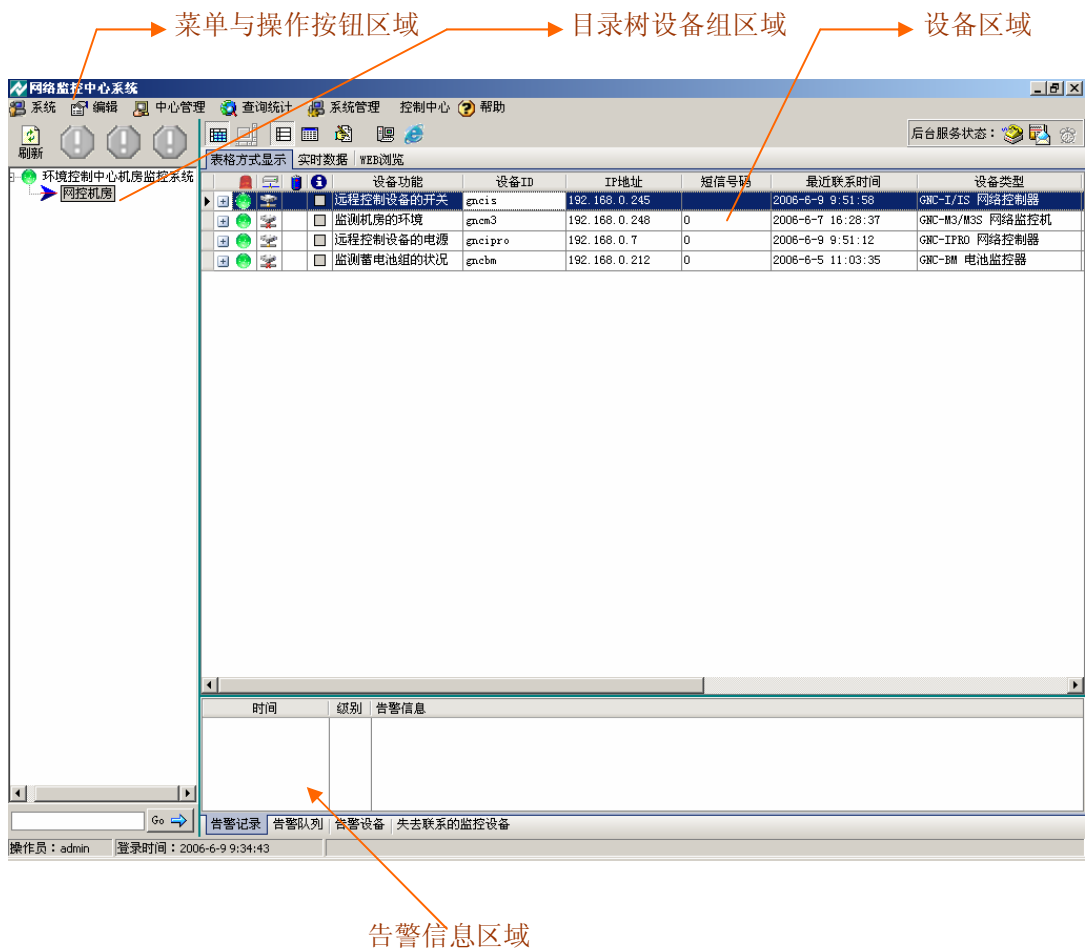 菜单与操作按钮区域 目录树设备组区域 设备区域
网络监控中心系统
系统 编辑 中心管理 查询统计 系统管理 控制中心 帮助
刷新
后台服务状态：
表格方式显示 实时数据 WEB浏览
环境控制中心机房监控系统
网控机房
设备功能 设备ID IP地址 短信号码 最近联系时间 设备类型
远程控制设备的开关 gncis 192.168.0.245 2006-6-9 9:51:58 GNC-I/IS 网络控制器
监测机房的环境 gncm3 192.168.0.248 0 2006-6-7 16:28:37 GNC-M3/M3S 网络监控机
远程控制设备的电源 gncipro 192.168.0.7 0 2006-6-9 9:51:12 GNC-IPRO 网络控制器
监测蓄电池组的状况 gncbm 192.168.0.212 0 2006-6-5 11:03:35 GNC-BM 电池监控器
时间 级别 告警信息
Go
告警记录 告警队列 告警设备 失去联系的监控设备
操作员：admin 登录时间：2006-6-9 9:34:43
告警信息区域